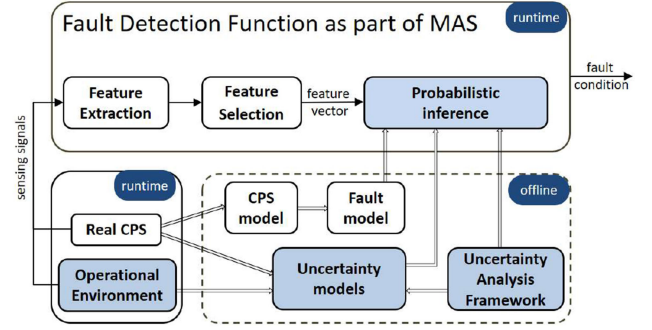 Fault Detection Function as part of MAS
runtime
Feature
Extraction
Feature
Selection
feature
vector
Probabilistic
inference
fault
condition
sensing signals
runtime
Real CPS
Operational
Environment
CPS
model
Fault
model
offline
Uncertainty
models
Uncertainty
Analysis
Framework